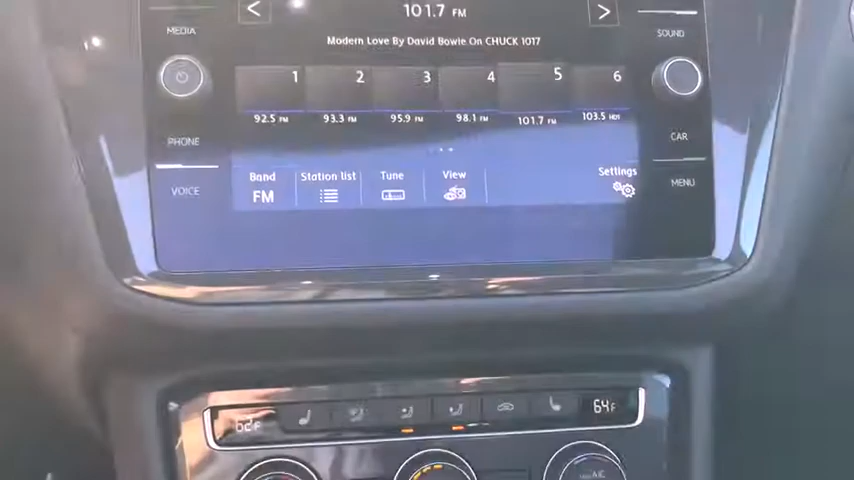 MEDIA
101.7 FM
SOUND
Modern Love By David Bowie On CHUCK 1017
1 2 3 4 5 6
92.5 FM 93.3 FM 95.9 FM 98.1 FM 101.7 FM 103.5 HD1
PHONE
CAR
VOICE
Band Station list Tune View Settings
FM
MENU
62°F
64°F
A/C